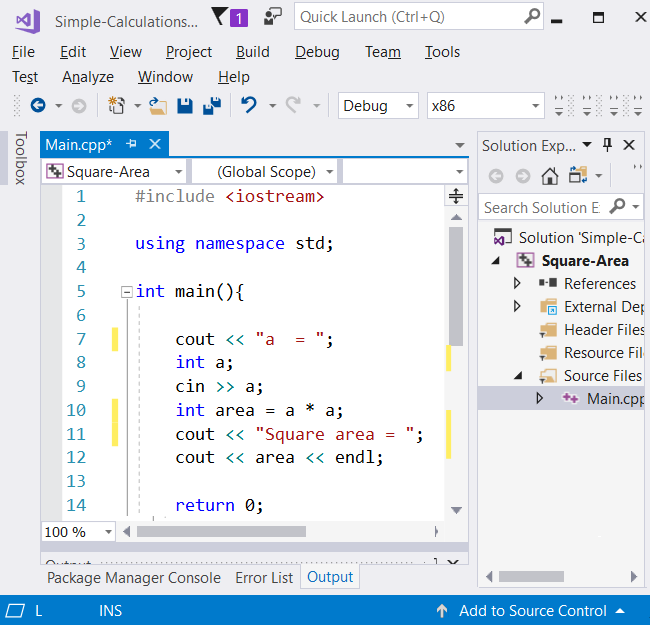 Simple-Calculations... 1 Quick Launch (Ctrl+Q)
File Edit View Project Build Debug Team Tools
Test Analyze Window Help
Debug x86
Toolbox
Main.cpp*
Square-Area (Global Scope)
1 #include <iostream>
2
3 using namespace std;
4
5 int main(){
6
7 cout << "a  = ";
8 int a;
9 cin >> a;
10 int area = a * a;
11 cout << "Square area = ";
12 cout << area << endl;
13
14 return 0;
100 %
Output
Package Manager Console Error List Output
Solution Exp...
Search Solution E
Solution 'Simple-Ca
Square-Area
References
External Dep
Header Files
Resource Fil
Source Files
Main.cpp
L INS Add to Source Control